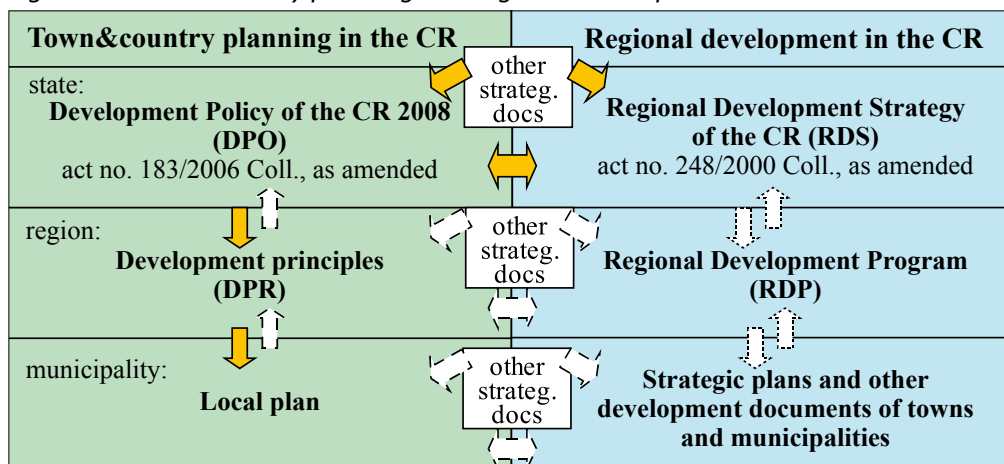 Town&country planning in the CR
Regional development in the CR
other
strateg.
docs
state:
Development Policy of the CR 2008
(DPO)
act no. 183/2006 Coll., as amended
Regional Development Strategy
of the CR (RDS)
act no. 248/2000 Coll., as amended
region:
Development principles
(DPR)
other
strateg.
docs
Regional Development Program
(RDP)
municipality:
Local plan
other
strateg.
docs
Strategic plans and other
development documents of towns
and municipalities